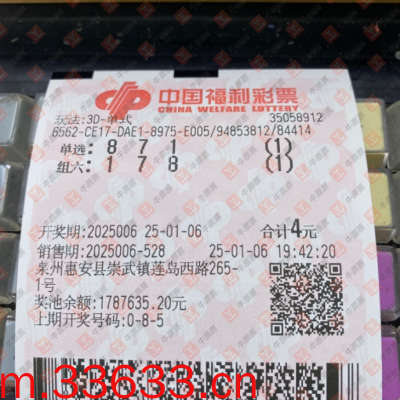 中国福利彩票
CHINA WELFARE LOTTERY
玩法:3D-单式 35058912
6562-CE17-DAE1-8975-E005/94853812/84414
单选: 8 7 1 (1)
组六: 1 7 8 (1)
开奖期:2025006 25-01-06 合计4元
销售期:2025006-528 25-01-06 19:42:20
泉州惠安县崇武镇莲岛西路265-
1号
奖池余额:1787635.20元
上期开奖号码:0-8-5
m.33633.cn